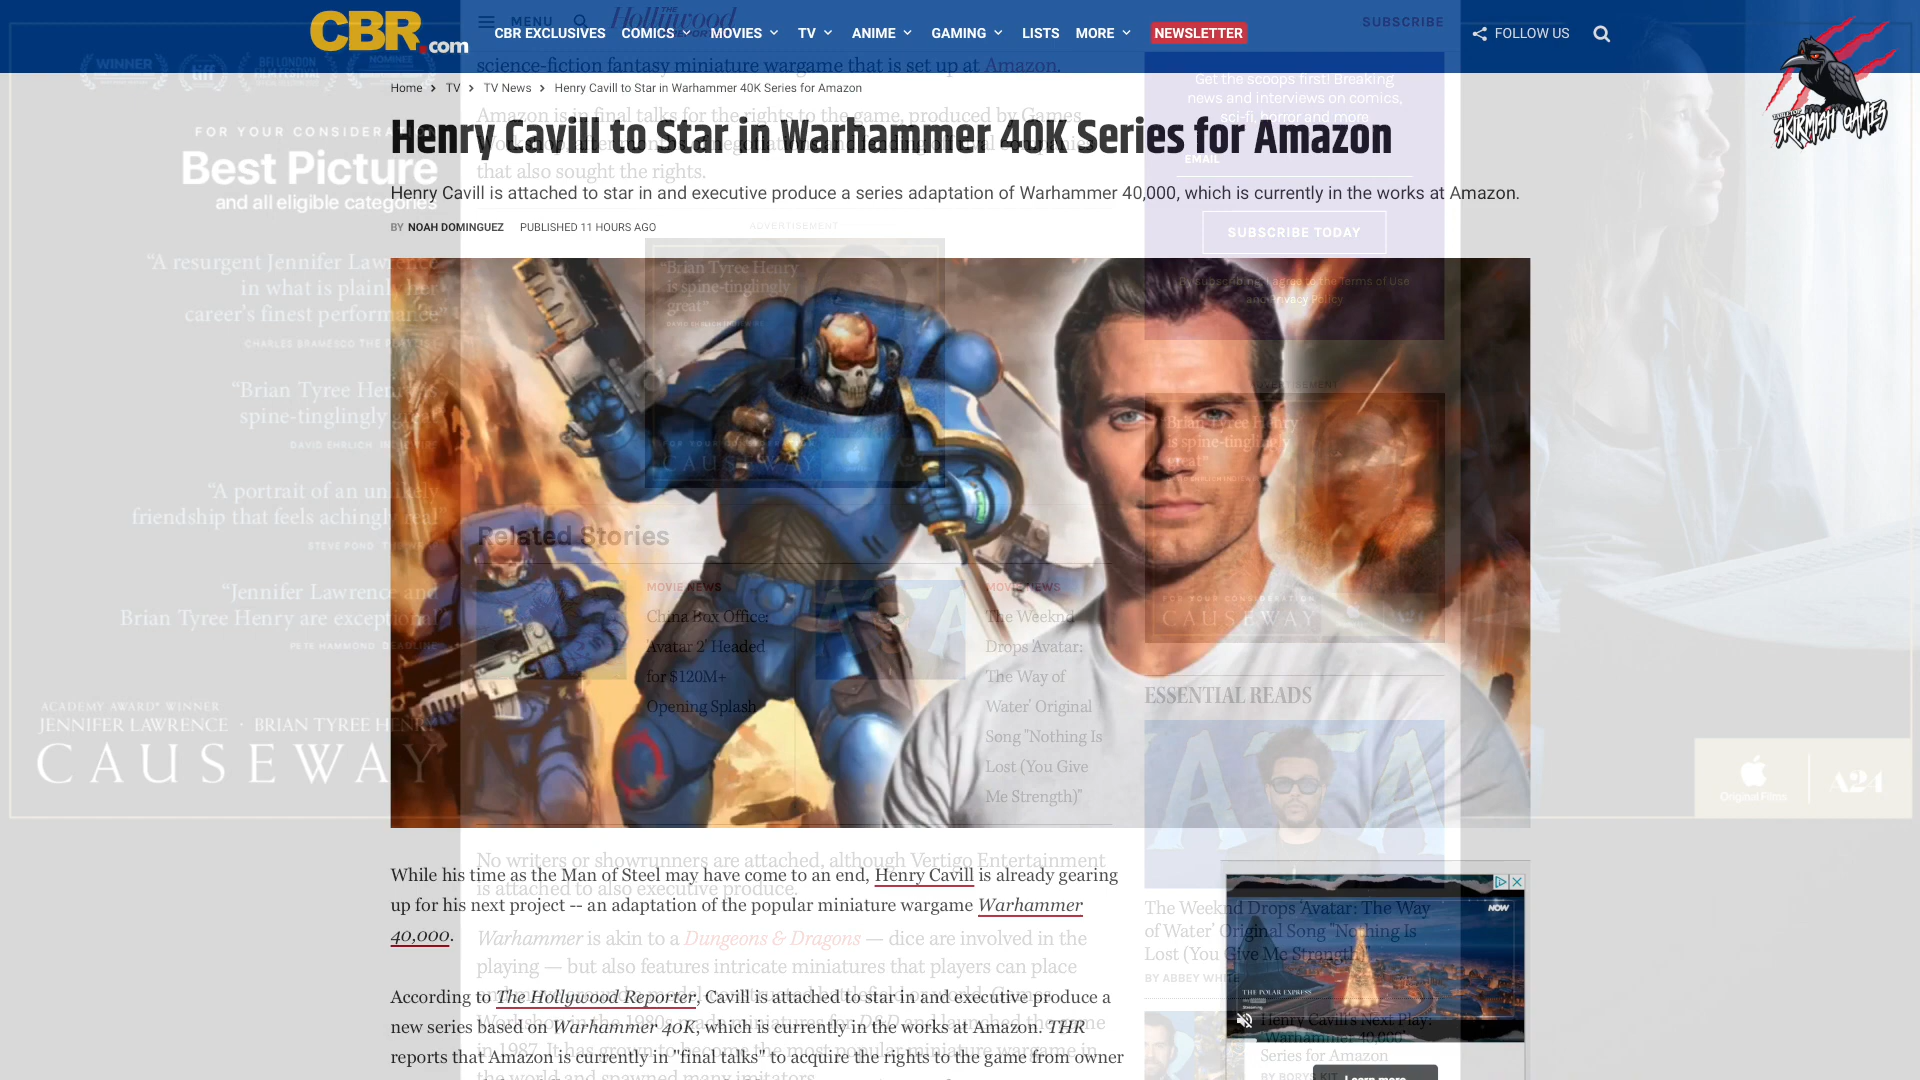 CBR.com
CBR EXCLUSIVES COMICS MOVIES TV ANIME GAMING LISTS MORE NEWSLETTER
FOLLOW US
MENU
SUBSCRIBE
SKIRMISH GAMES
science-fiction fantasy miniature wargame that is set up at Amazon.
Home > TV > TV News > Henry Cavill to Star in Warhammer 40K Series for Amazon
Henry Cavill to Star in Warhammer 40K Series for Amazon
Henry Cavill is attached to star in and executive produce a series adaptation of Warhammer 40,000, which is currently in the works at Amazon.
BY NOAH DOMINGUEZ PUBLISHED 11 HOURS AGO
Amazon is in final talks for the rights to the game, produced by Games
that also sought the rights.
Get the scoops first! Breaking
news and interviews on comics,
sci-fi, horror and more
EMAIL
SUBSCRIBE TODAY
By subscribing, I agree to the Terms of Use
and Privacy Policy
WINNER
tiff
BFI LONDON
FILM FESTIVAL
NOMINEE
FOR YOUR CONSIDERATION
Best Picture
and all eligible categories
"A resurgent Jennifer Lawrence
in what is plainly her
career's finest performance"
CHARLES BRAMESCO THE PLAYLIST
"Brian Tyree Henry is
spine-tinglingly great"
DAVID EHRLICH INDIEWIRE
"A portrait of an unlikely
friendship that feels achingly real"
STEVE POND THEWRAP
"Jennifer Lawrence and
Brian Tyree Henry are exceptional"
PETE HAMMOND DEADLINE
ACADEMY AWARD® WINNER
JENNIFER LAWRENCE · BRIAN TYREE HENRY
CAUSEWAY
ADVERTISEMENT
"Brian Tyree Henry
is spine-tinglingly
great"
FOR YOUR CONSIDERATION
CAUSEWAY
ADVERTISEMENT
"Brian Tyree Henry
is spine-tinglingly
great"
FOR YOUR CONSIDERATION
CAUSEWAY
Related Stories
MOVIE NEWS
China Box Office:
'Avatar 2' Headed
for $120M+
Opening Splash
MOVIE NEWS
The Weeknd
Drops 'Avatar:
The Way of
Water' Original
Song "Nothing Is
Lost (You Give
Me Strength)"
ESSENTIAL READS
Original Films
A24
No writers or showrunners are attached, although Vertigo Entertainment
is attached to also executive produce.
While his time as the Man of Steel may have come to an end, Henry Cavill is already gearing
up for his next project -- an adaptation of the popular miniature wargame Warhammer
40,000.
Warhammer is akin to a Dungeons & Dragons — dice are involved in the
playing — but also features intricate miniatures that players can place
According to The Hollywood Reporter, Cavill is attached to star in and executive produce a
new series based on Warhammer 40K, which is currently in the works at Amazon. THR
reports that Amazon is currently in "final talks" to acquire the rights to the game from owner
in 1987. It has grown to become the most popular miniature wargame in
the world and spawned many imitators.
The Weeknd Drops 'Avatar: The Way
of Water' Original Song "Nothing Is
Lost (You Give Me Strength)"
BY ABBEY WHITE
NOW
THE POLAR EXPRESS
Henry Cavill's Next Play:
'Warhammer 40,000'
Series for Amazon
BY BORYS KIT
Learn more